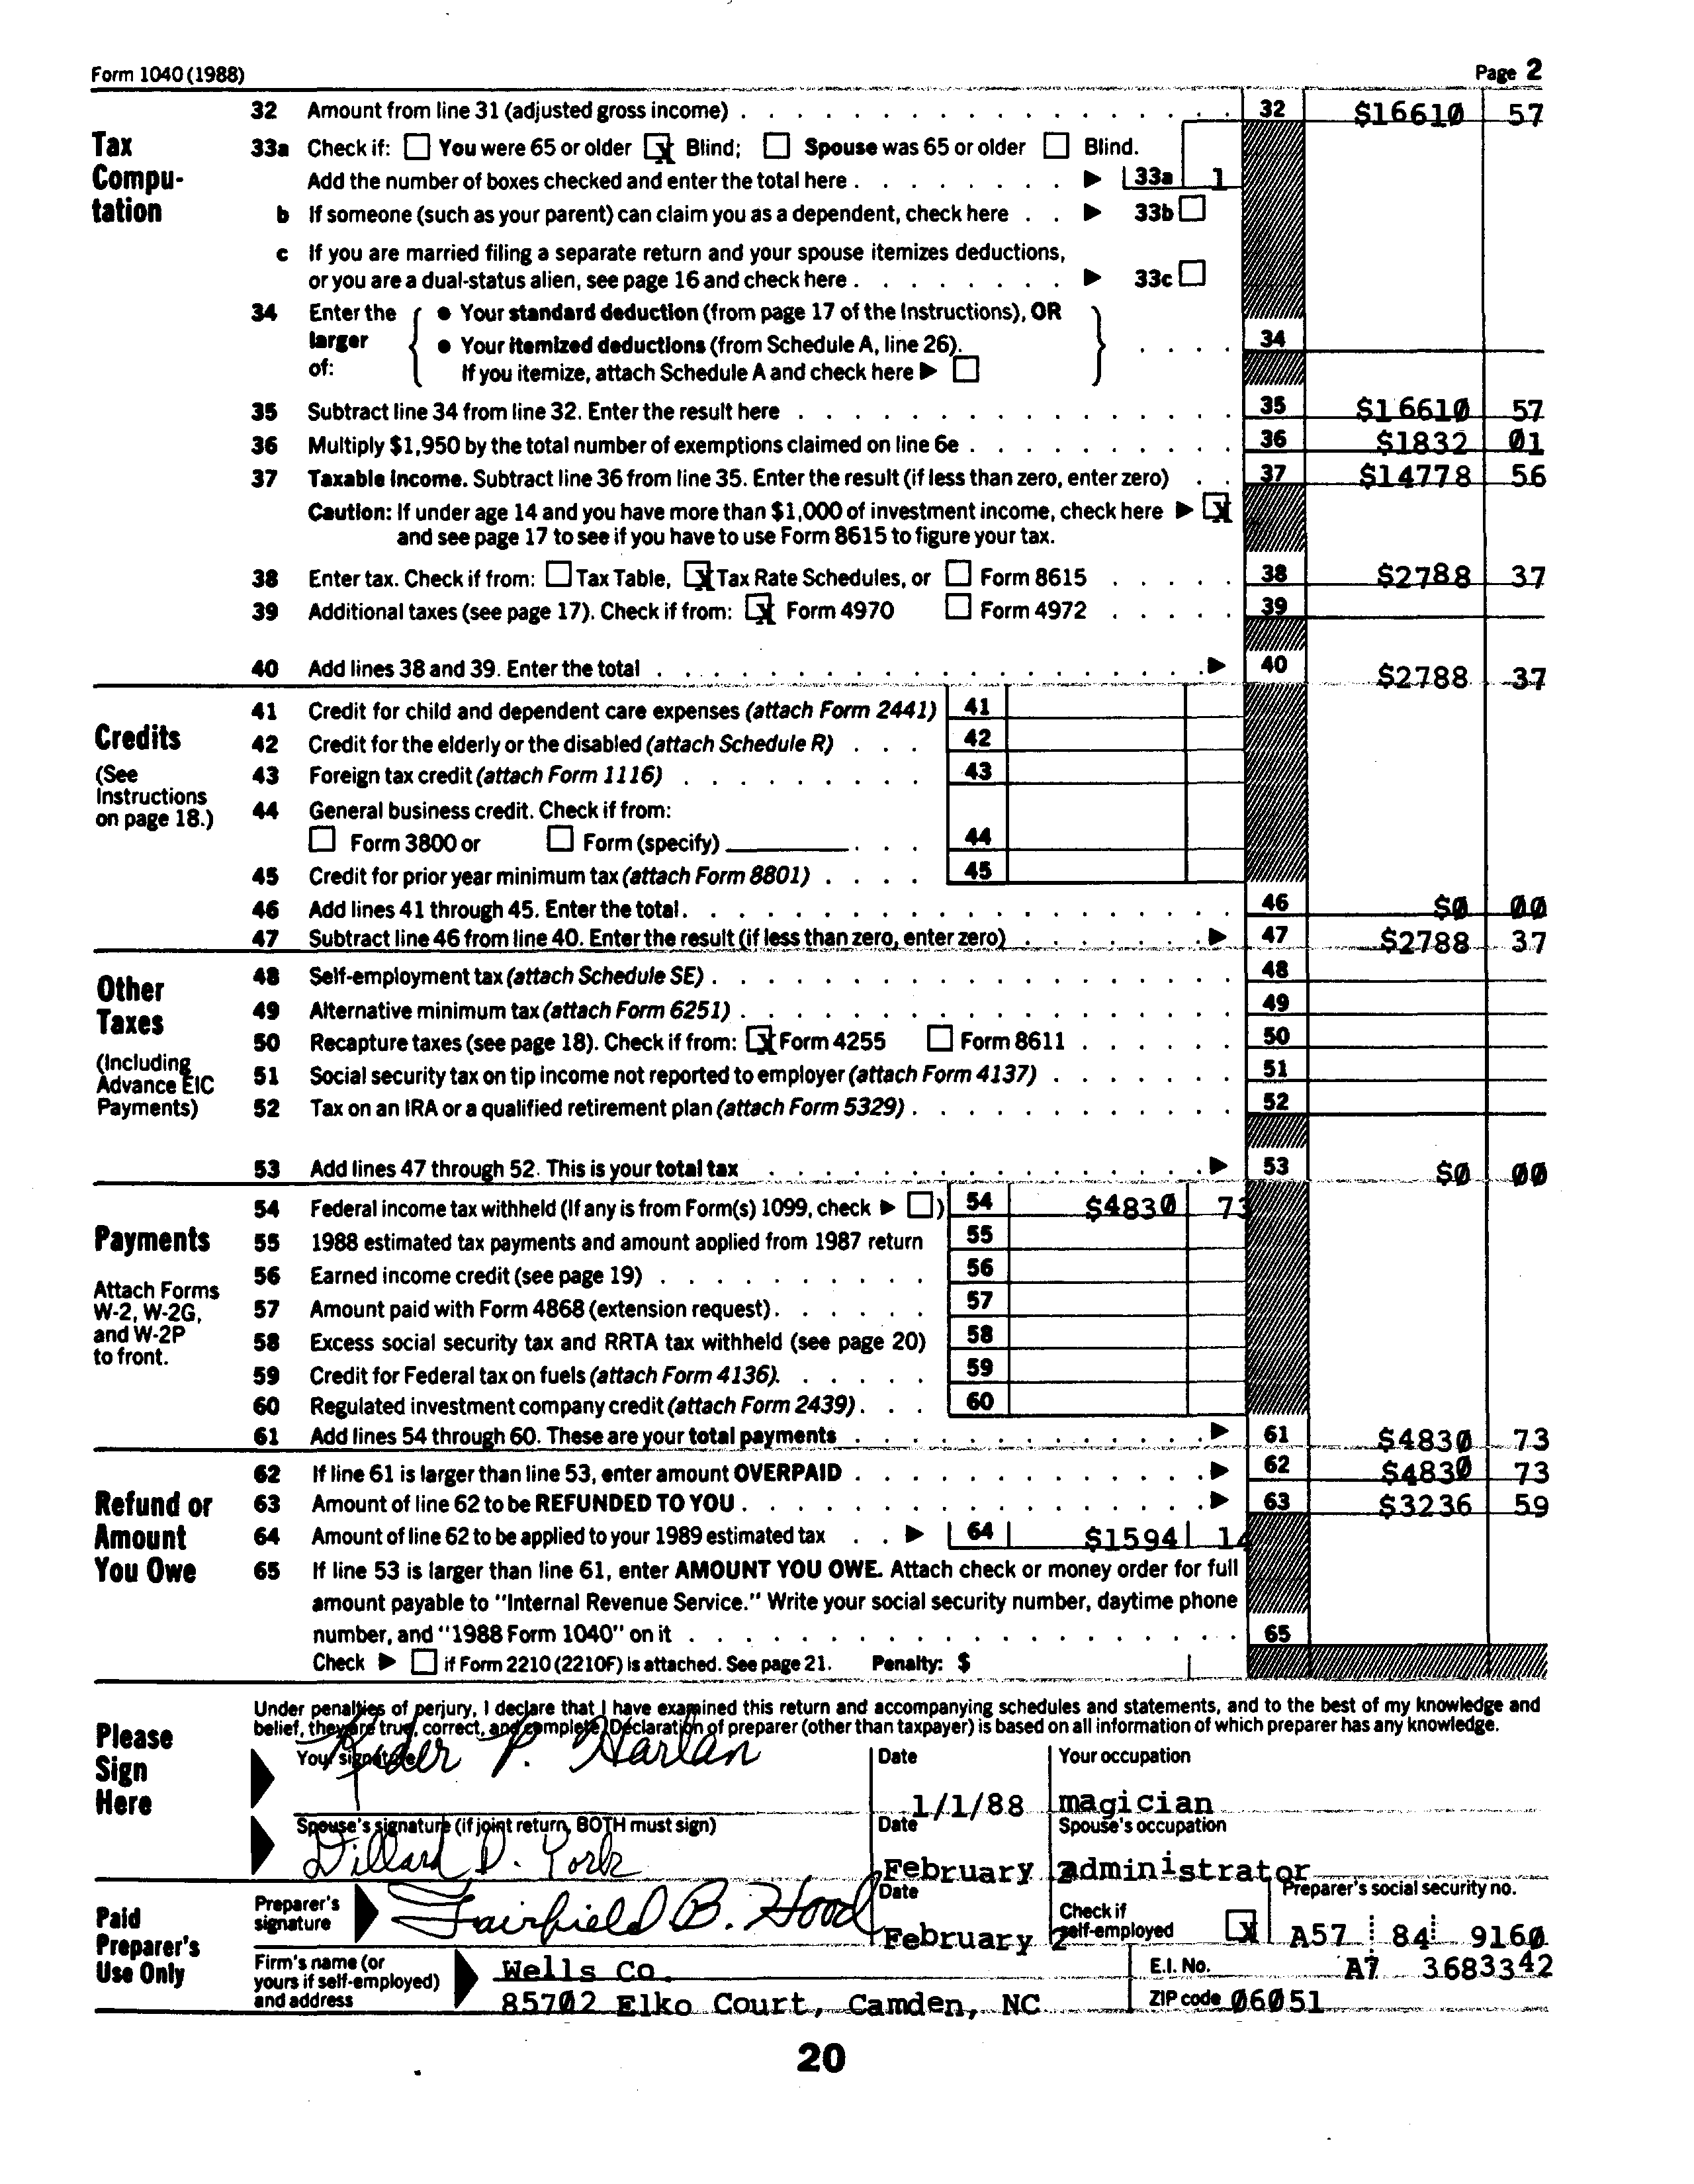 Form 1040 (1988) Page 2
Tax Compu-tation
32 Amount from line 31 (adjusted gross income) 32 $16610 57
33a Check if: You were 65 or older X Blind; Spouse was 65 or older Blind.
Add the number of boxes checked and enter the total here 33a 1
b If someone (such as your parent) can claim you as a dependent, check here 33b
c If you are married filing a separate return and your spouse itemizes deductions,
or you are a dual-status alien, see page 16 and check here 33c
34 Enter the larger of: • Your standard deduction (from page 17 of the Instructions), OR
• Your itemized deductions (from Schedule A, line 26). 34
If you itemize, attach Schedule A and check here
35 Subtract line 34 from line 32. Enter the result here 35 $16610 57
36 Multiply $1,950 by the total number of exemptions claimed on line 6e 36 $1832 01
37 Taxable income. Subtract line 36 from line 35. Enter the result (if less than zero, enter zero) 37 $14778 56
Caution: If under age 14 and you have more than $1,000 of investment income, check here X
and see page 17 to see if you have to use Form 8615 to figure your tax.
38 Enter tax. Check if from: Tax Table, X Tax Rate Schedules, or Form 8615 38 $2788 37
39 Additional taxes (see page 17). Check if from: X Form 4970 Form 4972 39
40 Add lines 38 and 39. Enter the total 40 $2788 37
Credits
(See Instructions on page 18.)
41 Credit for child and dependent care expenses (attach Form 2441) 41
42 Credit for the elderly or the disabled (attach Schedule R) 42
43 Foreign tax credit (attach Form 1116) 43
44 General business credit. Check if from:
Form 3800 or Form (specify) 44
45 Credit for prior year minimum tax (attach Form 8801) 45
46 Add lines 41 through 45. Enter the total 46 $0 00
47 Subtract line 46 from line 40. Enter the result (if less than zero, enter zero) 47 $2788 37
Other Taxes
(Including Advance EIC Payments)
48 Self-employment tax (attach Schedule SE) 48
49 Alternative minimum tax (attach Form 6251) 49
50 Recapture taxes (see page 18). Check if from: X Form 4255 Form 8611 50
51 Social security tax on tip income not reported to employer (attach Form 4137) 51
52 Tax on an IRA or a qualified retirement plan (attach Form 5329) 52
53 Add lines 47 through 52. This is your total tax 53 $0 00
Payments
Attach Forms W-2, W-2G, and W-2P to front.
54 Federal income tax withheld (If any is from Form(s) 1099, check ) 54 $4830 73
55 1988 estimated tax payments and amount applied from 1987 return 55
56 Earned income credit (see page 19) 56
57 Amount paid with Form 4868 (extension request) 57
58 Excess social security tax and RRTA tax withheld (see page 20) 58
59 Credit for Federal tax on fuels (attach Form 4136) 59
60 Regulated investment company credit (attach Form 2439) 60
61 Add lines 54 through 60. These are your total payments 61 $4830 73
Refund or Amount You Owe
62 If line 61 is larger than line 53, enter amount OVERPAID 62 $4830 73
63 Amount of line 62 to be REFUNDED TO YOU 63 $3236 59
64 Amount of line 62 to be applied to your 1989 estimated tax 64 $1594 14
65 If line 53 is larger than line 61, enter AMOUNT YOU OWE. Attach check or money order for full
amount payable to "Internal Revenue Service." Write your social security number, daytime phone
number, and "1988 Form 1040" on it 65
Check if Form 2210 (2210F) is attached. See page 21. Penalty: $
Please Sign Here
Under penalties of perjury, I declare that I have examined this return and accompanying schedules and statements, and to the best of my knowledge and
belief, they are true, correct, and complete. Declaration of preparer (other than taxpayer) is based on all information of which preparer has any knowledge.
Your signature P. Harlan Date 1/1/88 Your occupation magician
Spouse's signature (if joint return, BOTH must sign) Dillard D. York Date February 2 Spouse's occupation administrator
Paid Preparer's Use Only
Preparer's signature Fairfield B. Hood Date February 2 Check if self-employed X Preparer's social security no. A57 84 9160
Firm's name (or yours if self-employed) and address Wells Co. E.I. No. A7 3683342
85702 Elko Court, Camden, NC ZIP code 06051
20